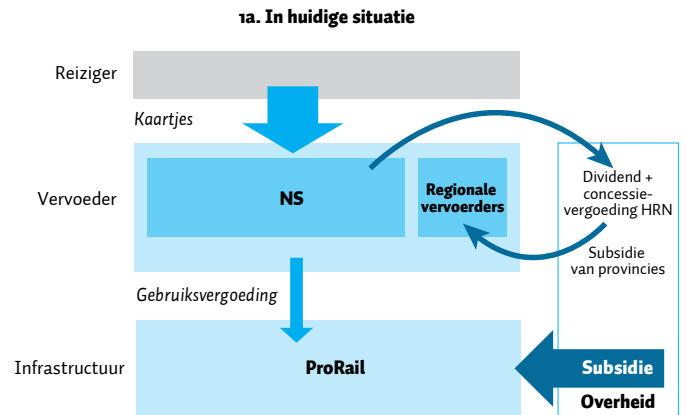 1a. In huidige situatie
Reiziger
Kaartjes
Vervoeder
NS
Regionale
vervoerders
Dividend +
concessie-
vergoeding HRN
Subsidie
van provincies
Gebruiksvergoeding
Infrastructuur
ProRail
Subsidie
Overheid